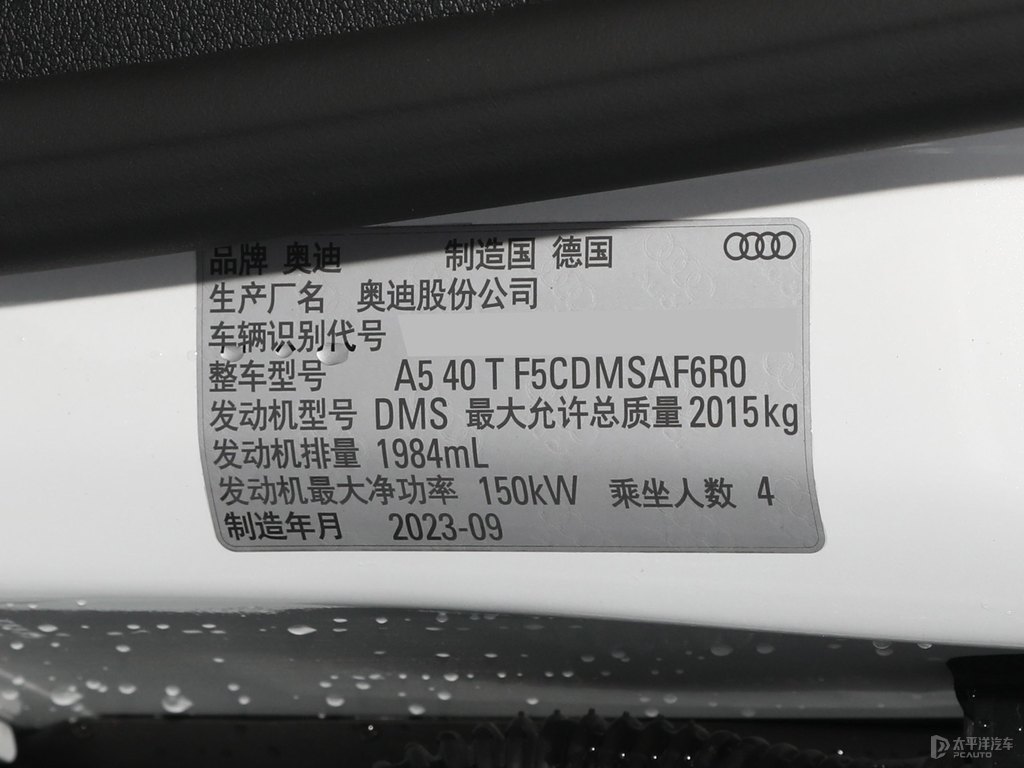 品牌 奥迪 制造国 德国
生产厂名 奥迪股份公司
车辆识别代号
整车型号 A5 40 T F5CDMSAF6R0
发动机型号 DMS 最大允许总质量 2015kg
发动机排量 1984mL
发动机最大净功率 150kW 乘坐人数 4
制造年月 2023-09
太平洋汽车
PCAUTO